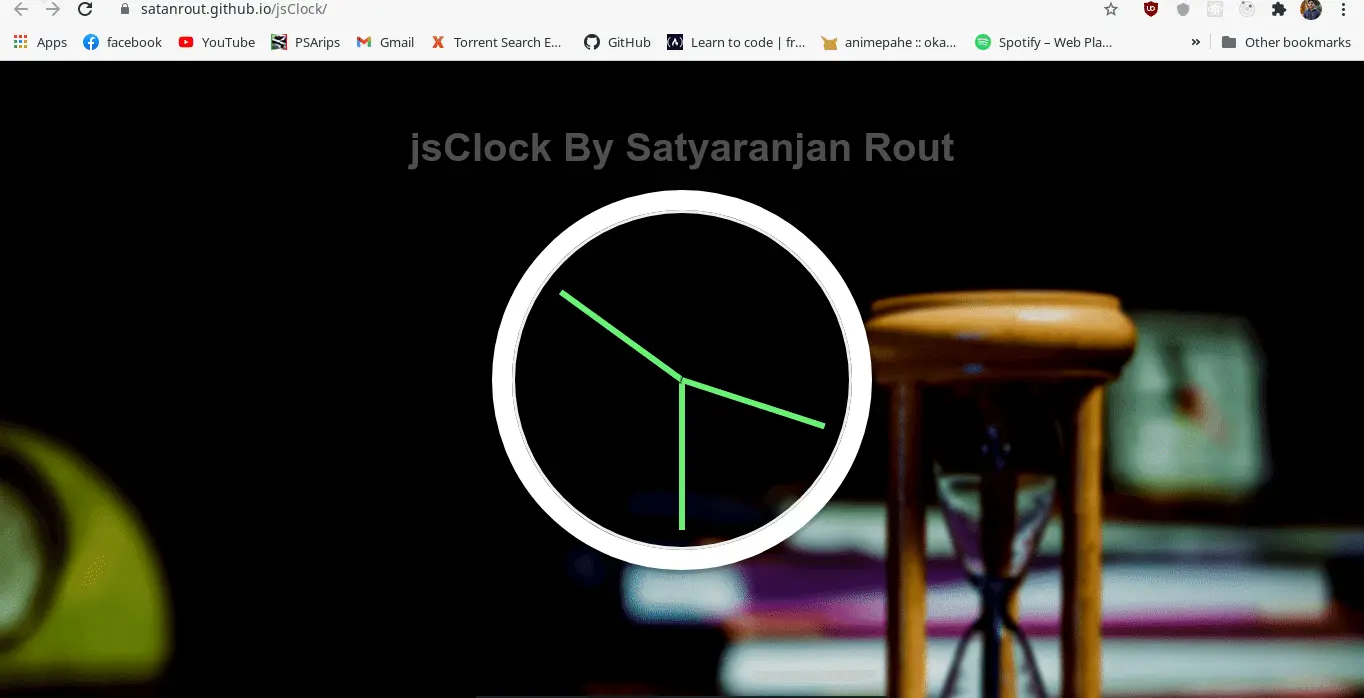 satanrout.github.io/jsClock/
Apps facebook YouTube PSArips Gmail Torrent Search E... GitHub Learn to code | fr... animepahe :: oka... Spotify – Web Pla... » Other bookmarks
jsClock By Satyaranjan Rout